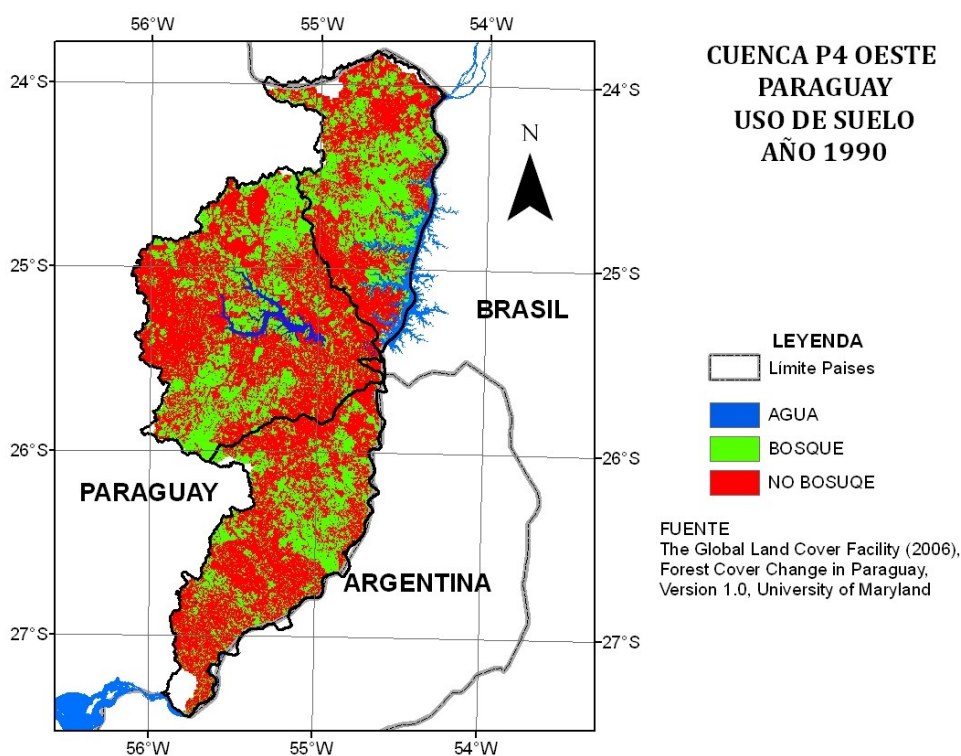 56°W 55°W 54°W
CUENCA P4 OESTE
PARAGUAY
USO DE SUELO
AÑO 1990
24°S 24°S
N
25°S 25°S
BRASIL
LEYENDA
Límite Paises
AGUA
BOSQUE
NO BOSUQE
26°S 26°S
PARAGUAY
FUENTE
The Global Land Cover Facility (2006),
Forest Cover Change in Paraguay,
Version 1.0, University of Maryland
ARGENTINA
27°S 27°S
56°W 55°W 54°W